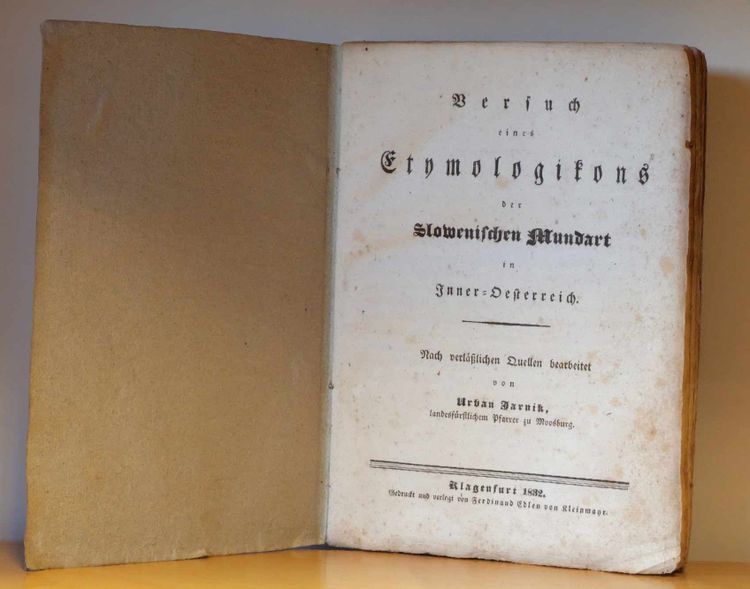 Versuch
eines
Etymologikons
der
Slowenischen Mundart
in
Inner-Oesterreich.
Nach verläßlichen Quellen bearbeitet
von
Urban Jarnik,
landesfürstlichem Pfarrer zu Moosburg.
Klagenfurt 1832.
Gedruckt und verlegt von Ferdinand Edlen von Kleinmayr.